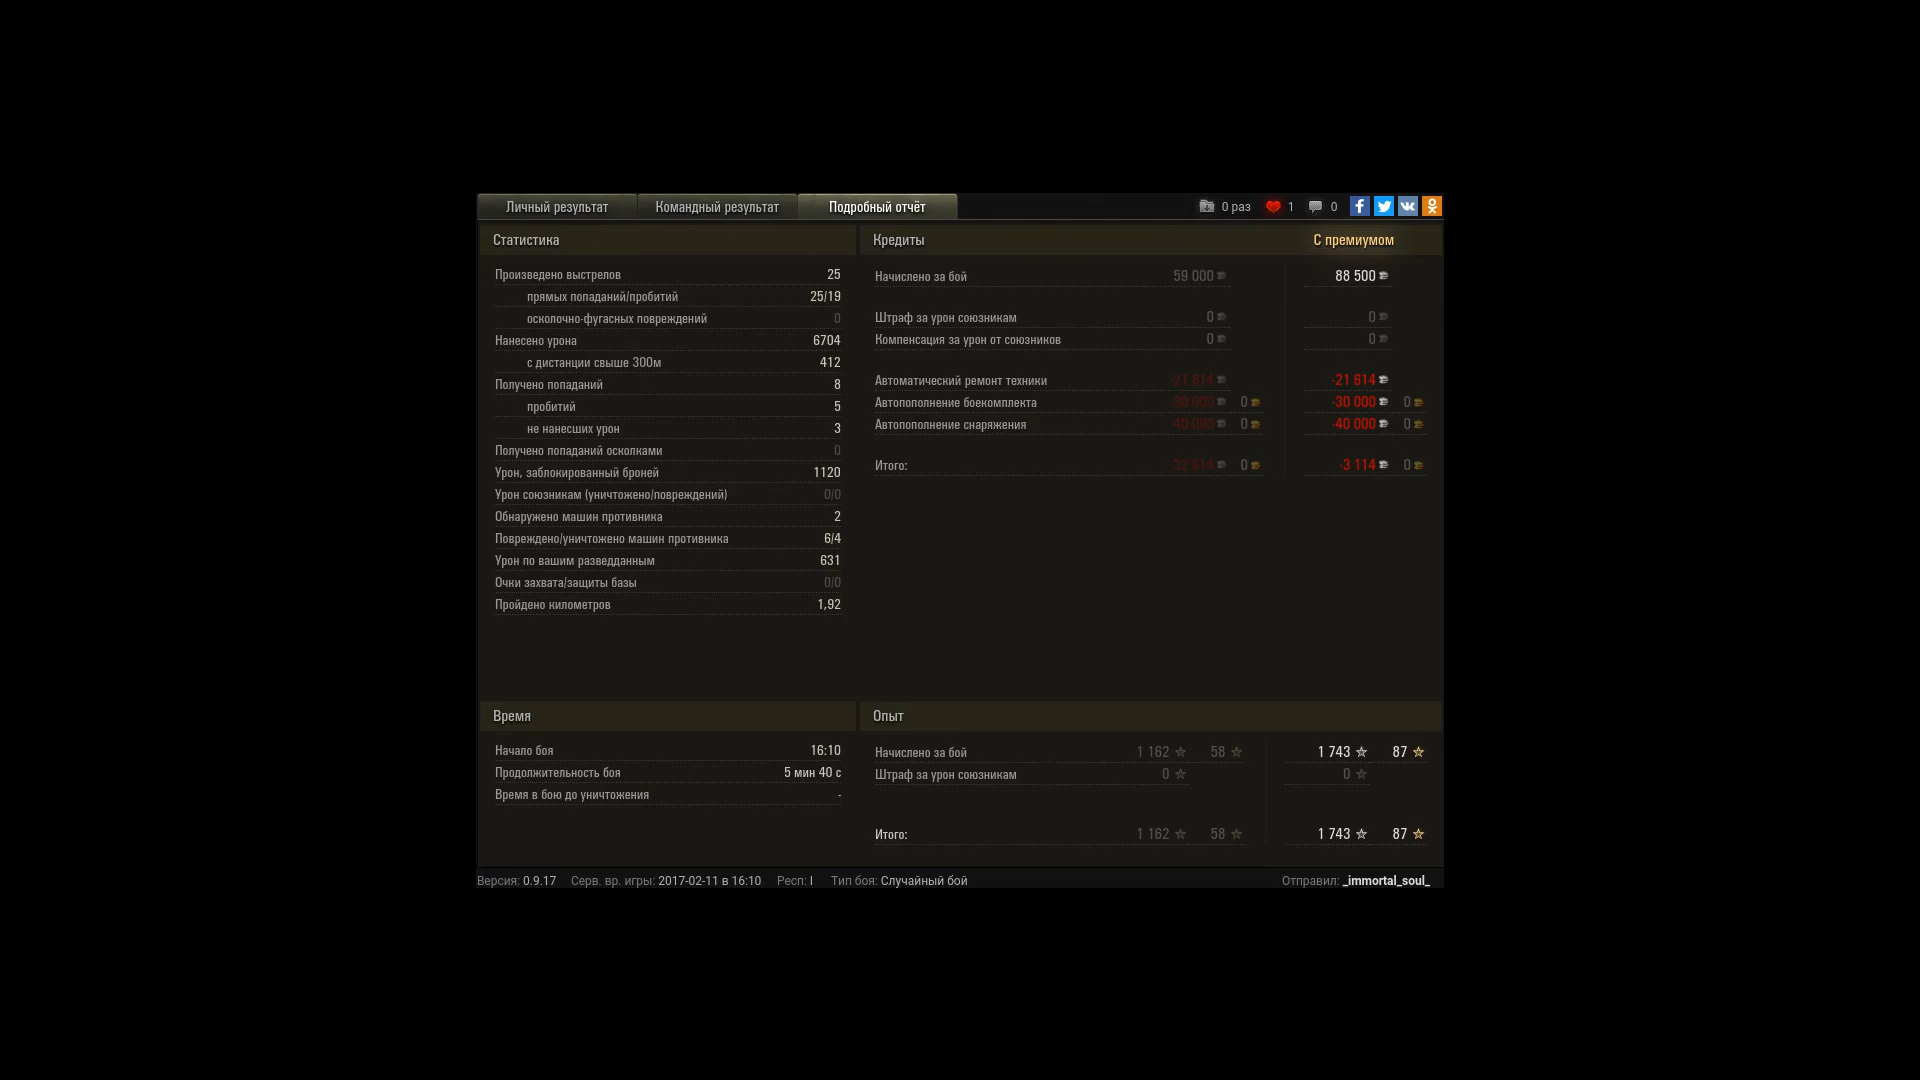 Личный результат Командный результат Подробный отчёт 0 раз 1 0
Статистика
Произведено выстрелов 25
прямых попаданий/пробитий 25/19
осколочно-фугасных повреждений 0
Нанесено урона 6704
с дистанции свыше 300м 412
Получено попаданий 8
пробитий 5
не нанесших урон 3
Получено попаданий осколками 0
Урон, заблокированный броней 1120
Урон союзникам (уничтожено/повреждений) 0/0
Обнаружено машин противника 2
Повреждено/уничтожено машин противника 6/4
Урон по вашим разведданным 631
Очки захвата/защиты базы 0/0
Пройдено километров 1,92
Кредиты С премиумом
Начислено за бой 59 000 88 500
Штраф за урон союзникам 0 0
Компенсация за урон от союзников 0 0
Автоматический ремонт техники -21 614 -21 614
Автопополнение боекомплекта -30 000 0 -30 000 0
Автопополнение снаряжения -40 000 0 -40 000 0
Итого: -32 614 0 -3 114 0
Время
Начало боя 16:10
Продолжительность боя 5 мин 40 с
Время в бою до уничтожения -
Опыт
Начислено за бой 1 162 58 1 743 87
Штраф за урон союзникам 0 0
Итого: 1 162 58 1 743 87
Версия: 0.9.17 Серв. вр. игры: 2017-02-11 в 16:10 Респ: I Тип боя: Случайный бой Отправил: _immortal_soul_